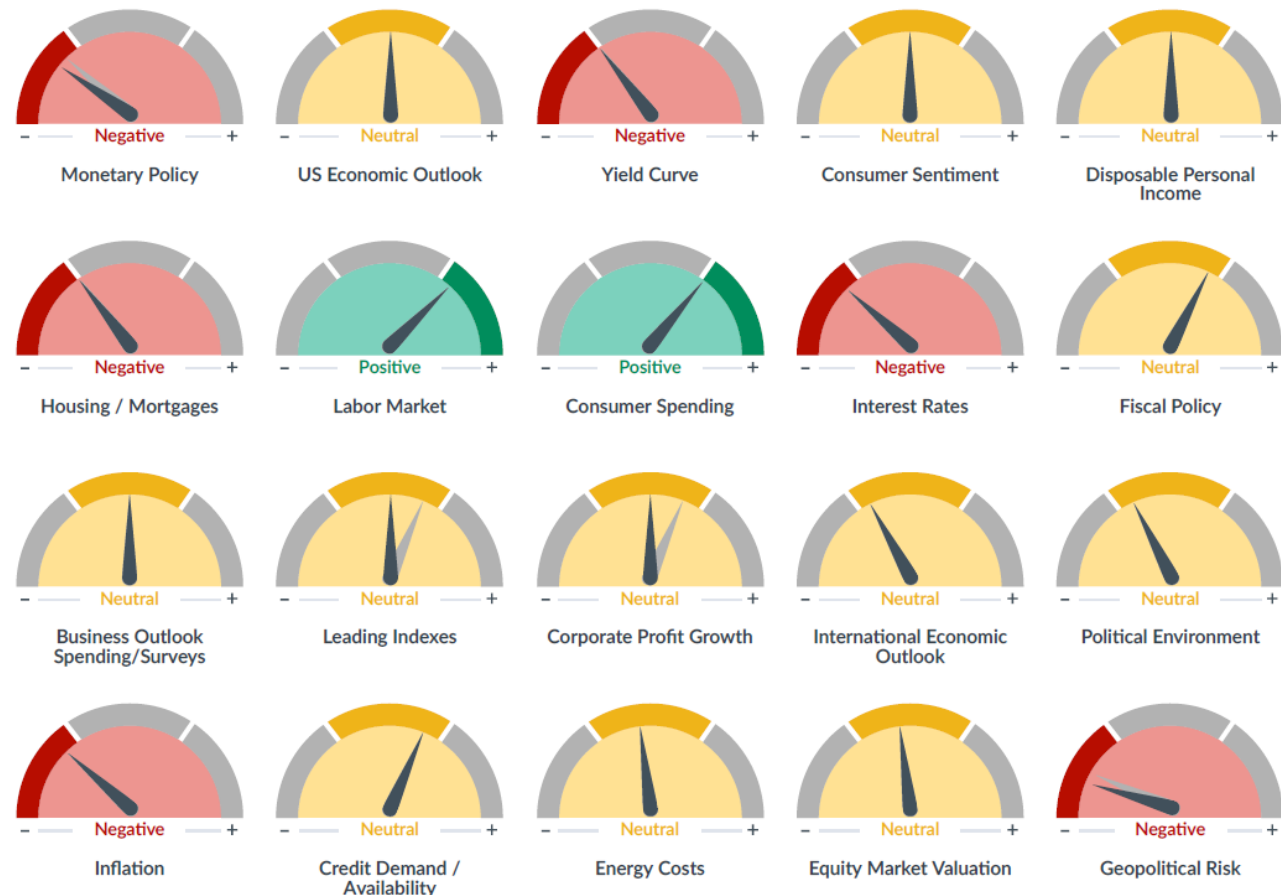 - Negative +
Monetary Policy
- Neutral +
US Economic Outlook
- Negative +
Yield Curve
- Neutral +
Consumer Sentiment
- Neutral +
Disposable Personal
Income
- Negative +
Housing / Mortgages
- Positive +
Labor Market
- Positive +
Consumer Spending
- Negative +
Interest Rates
- Neutral +
Fiscal Policy
- Neutral +
Business Outlook
Spending/Surveys
- Neutral +
Leading Indexes
- Neutral +
Corporate Profit Growth
- Neutral +
International Economic
Outlook
- Neutral +
Political Environment
- Negative +
Inflation
- Neutral +
Credit Demand /
Availability
- Neutral +
Energy Costs
- Neutral +
Equity Market Valuation
- Negative +
Geopolitical Risk